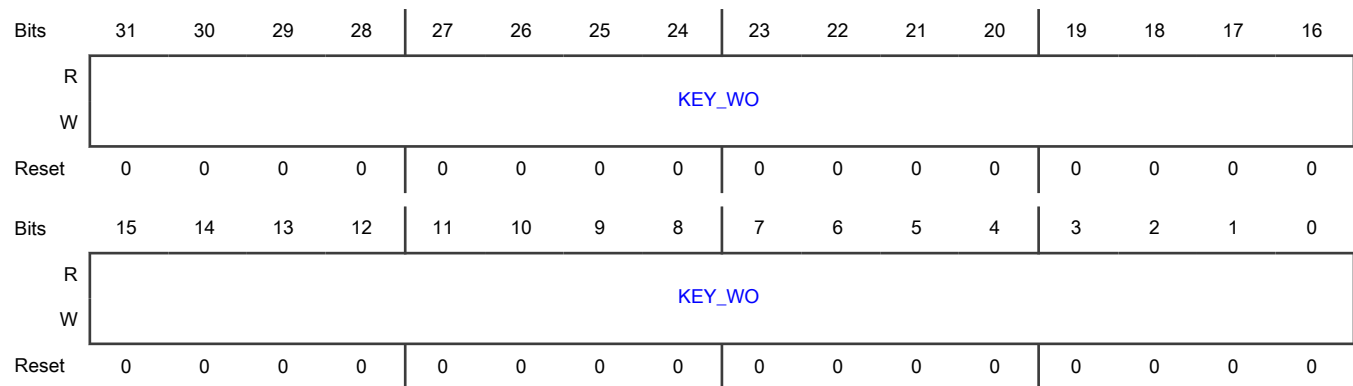 Bits 31 30 29 28 27 26 25 24 23 22 21 20 19 18 17 16
R
KEY_WO
W
Reset 0 0 0 0 0 0 0 0 0 0 0 0 0 0 0 0
Bits 15 14 13 12 11 10 9 8 7 6 5 4 3 2 1 0
R
KEY_WO
W
Reset 0 0 0 0 0 0 0 0 0 0 0 0 0 0 0 0